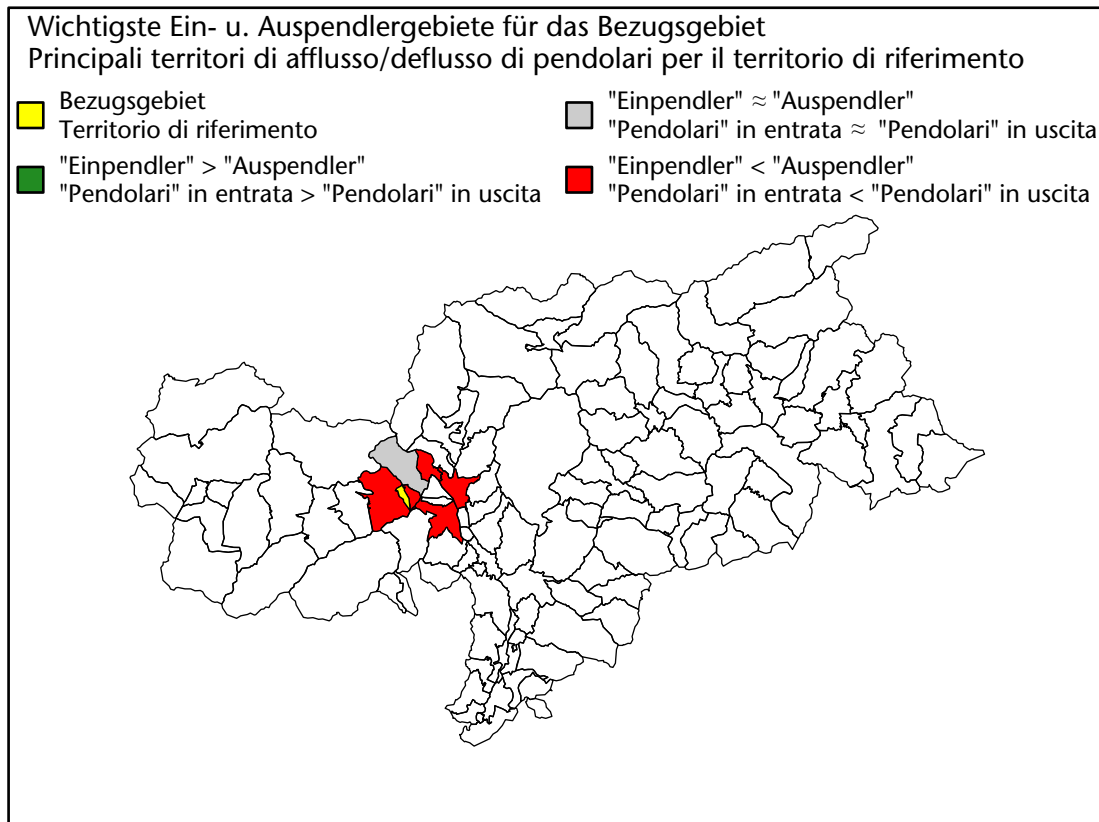 Wichtigste Ein- u. Auspendlergebiete für das Bezugsgebiet
Principali territori di afflusso/deflusso di pendolari per il territorio di riferimento
Bezugsgebiet
Territorio di riferimento
"Einpendler" > "Auspendler"
"Pendolari" in entrata > "Pendolari" in uscita
"Einpendler" ≈ "Auspendler"
"Pendolari" in entrata ≈ "Pendolari" in uscita
"Einpendler" < "Auspendler"
"Pendolari" in entrata < "Pendolari" in uscita